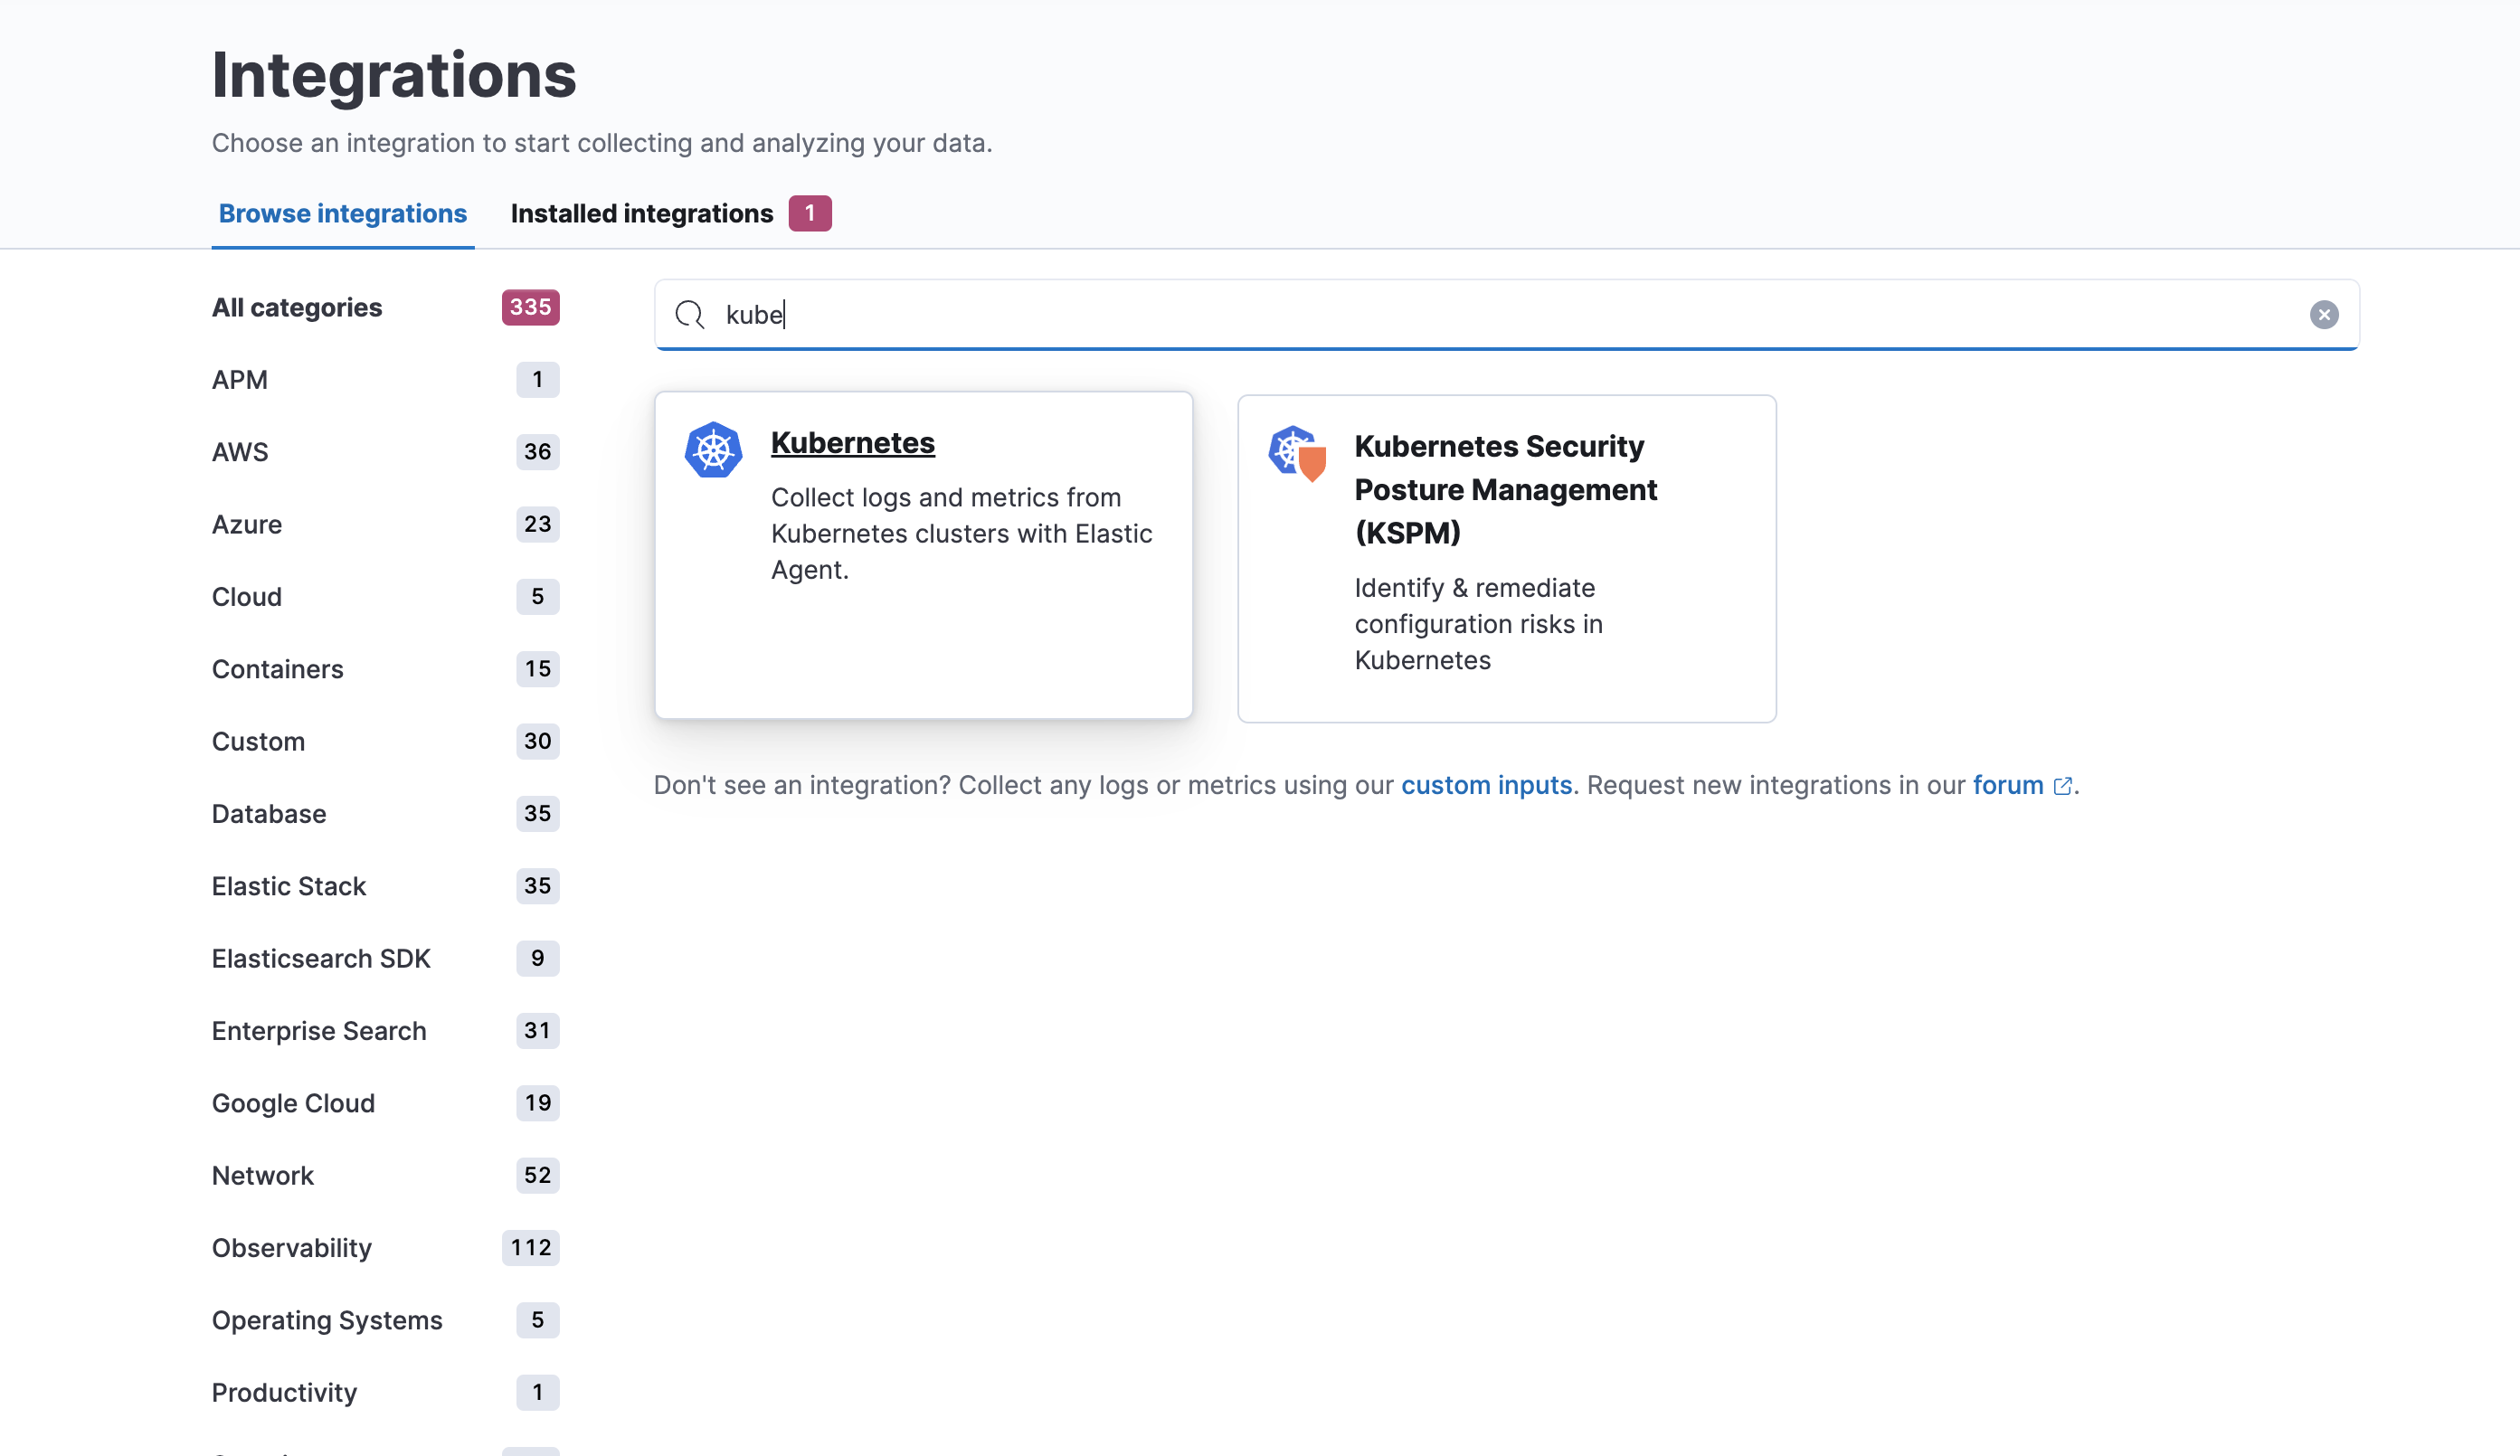 Integrations
Choose an integration to start collecting and analyzing your data.
Browse integrations
Installed integrations 1
All categories 335
APM 1
AWS 36
Azure 23
Cloud 5
Containers 15
Custom 30
Database 35
Elastic Stack 35
Elasticsearch SDK 9
Enterprise Search 31
Google Cloud 19
Network 52
Observability 112
Operating Systems 5
Productivity 1
kube
Kubernetes
Collect logs and metrics from
Kubernetes clusters with Elastic
Agent.
Kubernetes Security
Posture Management
(KSPM)
Identify & remediate
configuration risks in
Kubernetes
Don't see an integration? Collect any logs or metrics using our custom inputs. Request new integrations in our forum.